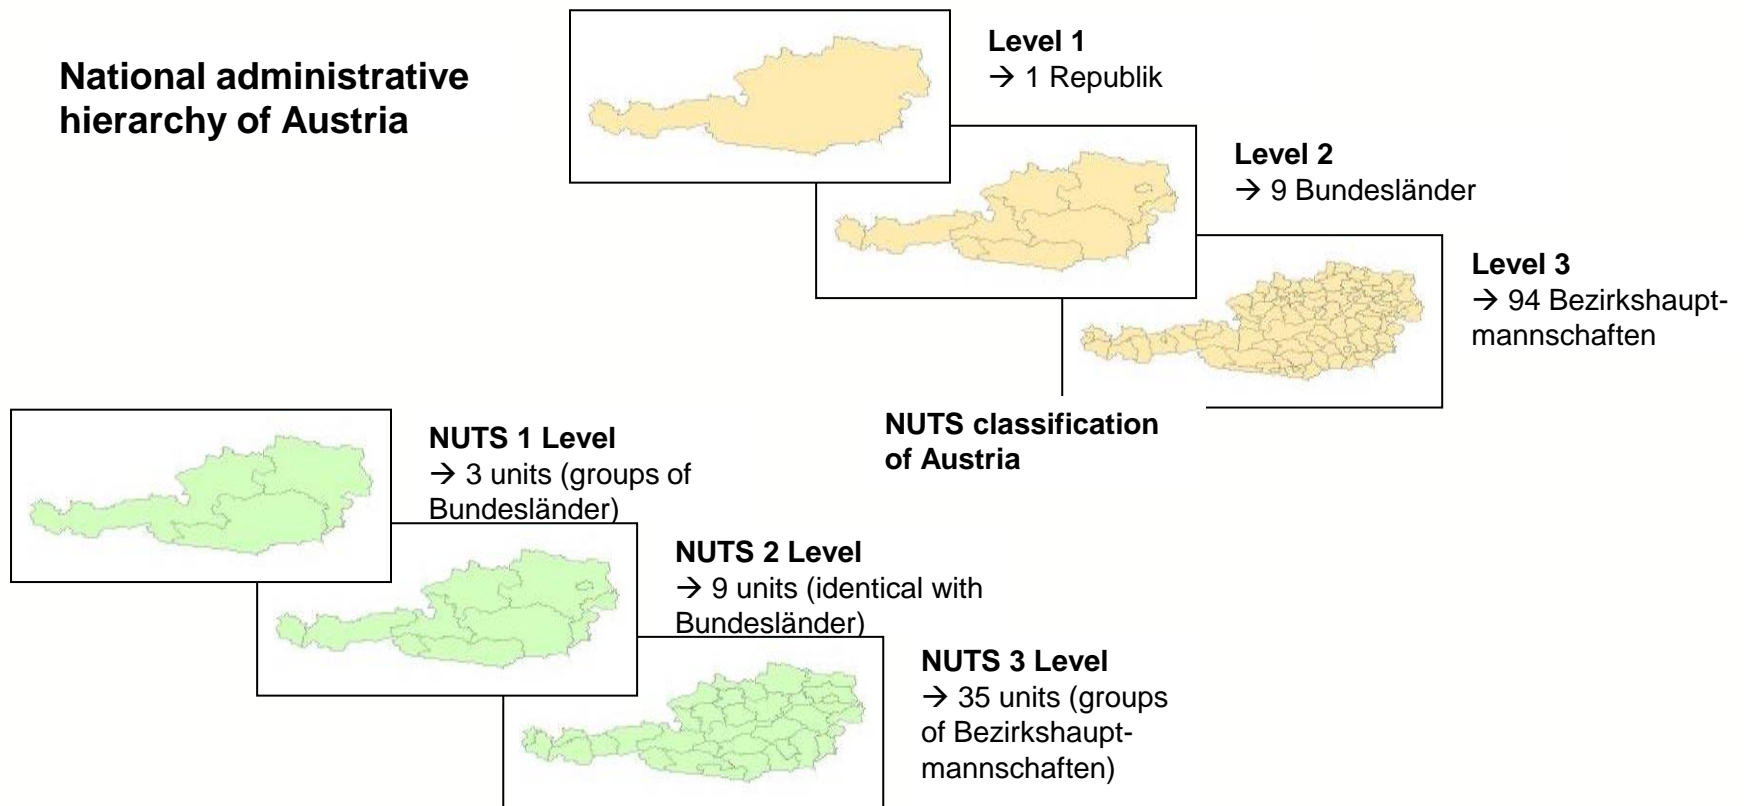 National administrative
hierarchy of Austria
Level 1
→ 1 Republik
Level 2
→ 9 Bundesländer
Level 3
→ 94 Bezirkshaupt-
mannschaften
NUTS classification
of Austria
NUTS 1 Level
→ 3 units (groups of
Bundesländer)
NUTS 2 Level
→ 9 units (identical with
Bundesländer)
NUTS 3 Level
→ 35 units (groups
of Bezirkshaupt-
mannschaften)